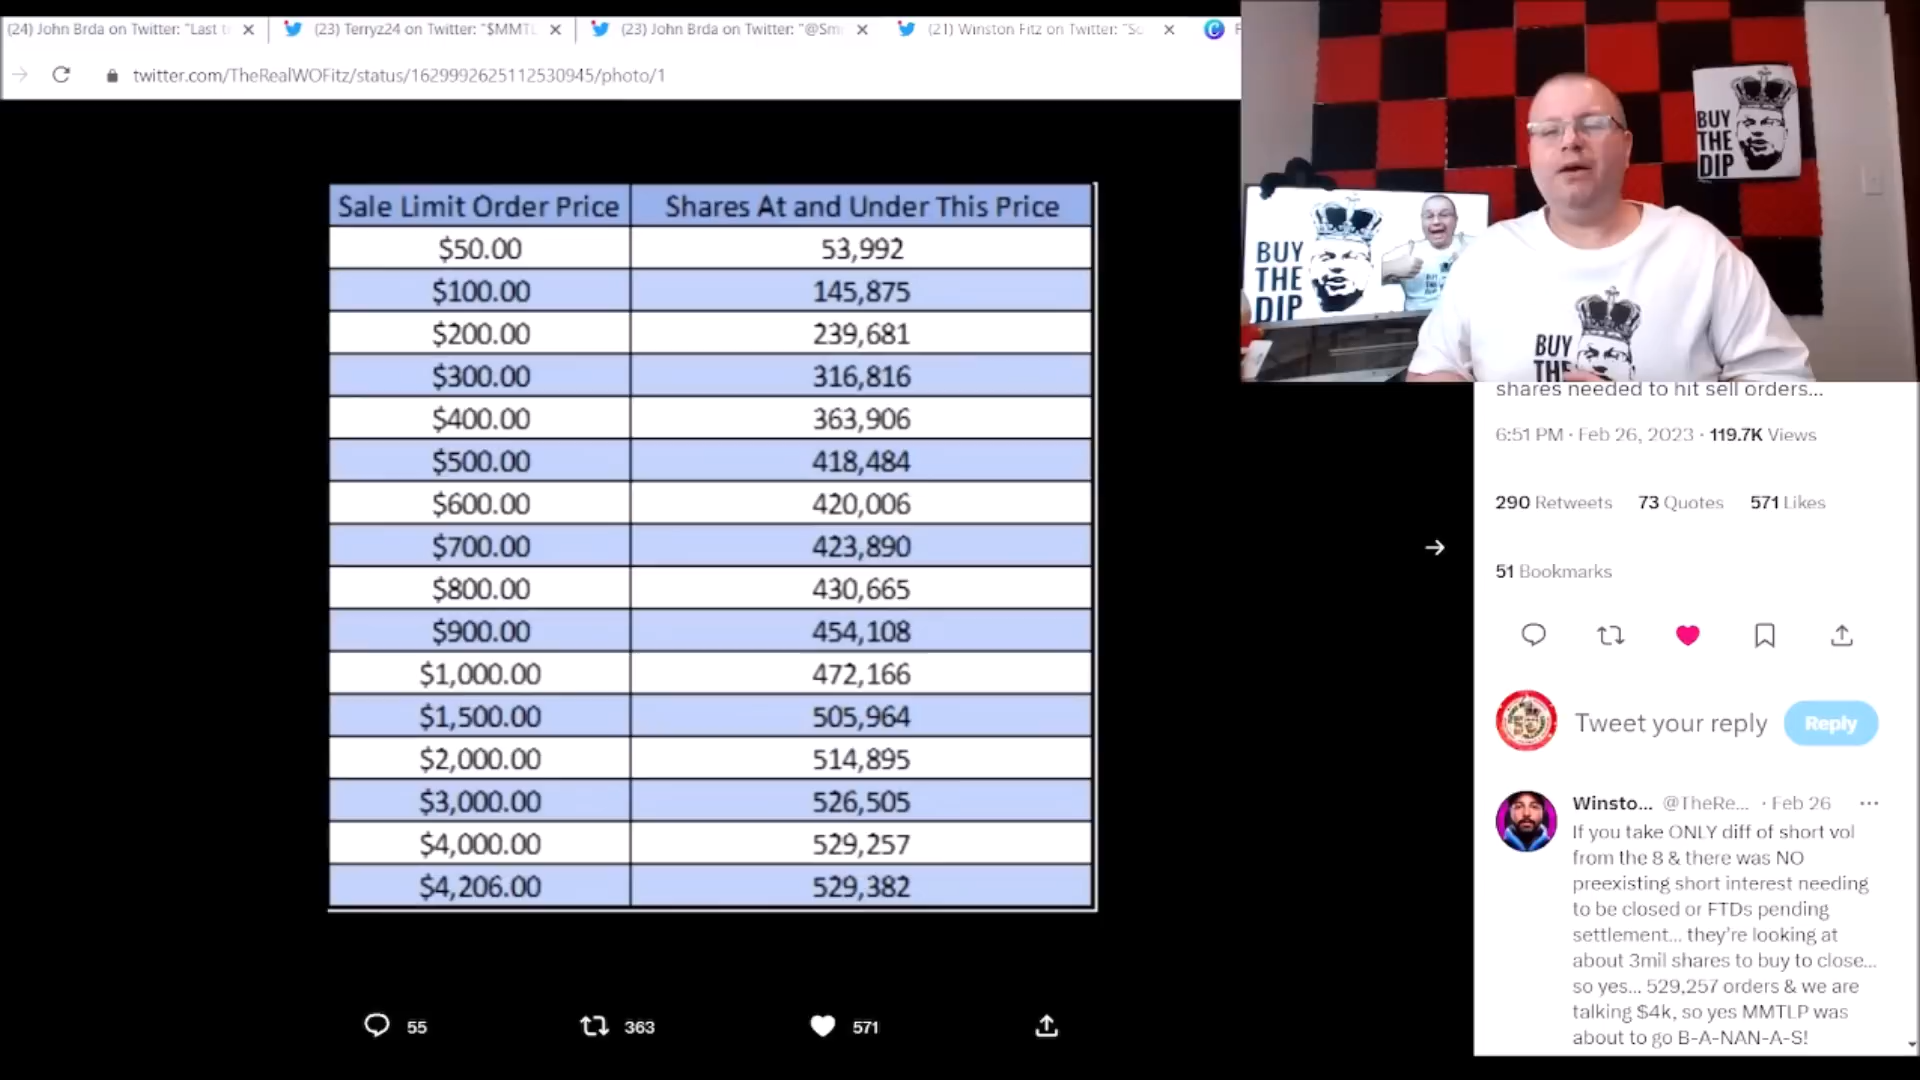 (24) John Brda on Twitter: "Last t
(23) Terryz24 on Twitter: "$MMTL
(23) John Brda on Twitter: "@Sm
(21) Winston Fitz on Twitter: "Sc
twitter.com/TheRealWOFitz/status/1629992625112530945/photo/1
BUY
THE
DIP
BUY
THE
DIP
BUY
THE
Sale Limit Order Price Shares At and Under This Price
$50.00 53,992
$100.00 145,875
$200.00 239,681
$300.00 316,816
$400.00 363,906
$500.00 418,484
$600.00 420,006
$700.00 423,890
$800.00 430,665
$900.00 454,108
$1,000.00 472,166
$1,500.00 505,964
$2,000.00 514,895
$3,000.00 526,505
$4,000.00 529,257
$4,206.00 529,382
55 363 571
shares needed to hit sell orders...
6:51 PM · Feb 26, 2023 · 119.7K Views
290 Retweets 73 Quotes 571 Likes
51 Bookmarks
Tweet your reply Reply
Winsto... @TheRe... · Feb 26 ...
If you take ONLY diff of short vol
from the 8 & there was NO
preexisting short interest needing
to be closed or FTDs pending
settlement... they're looking at
about 3mil shares to buy to close...
so yes... 529,257 orders & we are
talking $4k, so yes MMTLP was
about to go B-A-NAN-A-S!